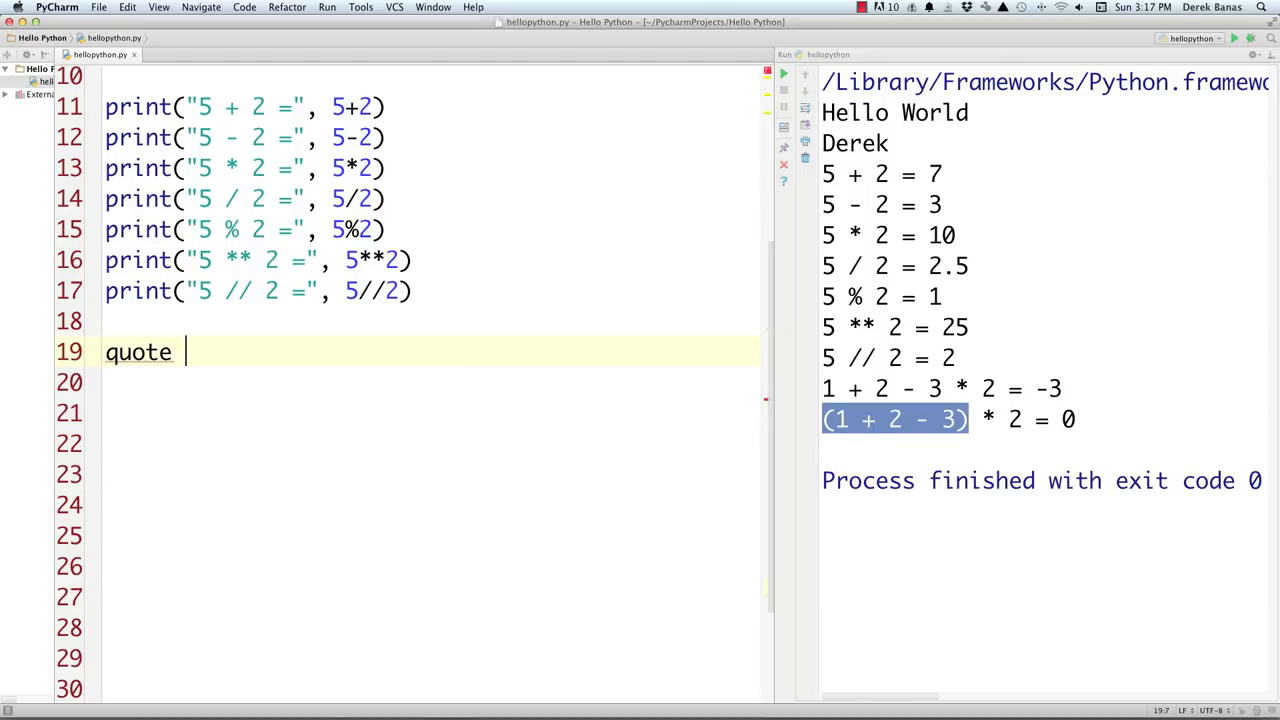 PyCharm File Edit View Navigate Code Refactor Run Tools VCS Window Help 10 Sun 3:17 PM Derek Banas
hellopython.py – Hello Python – [~/PycharmProjects/Hello Python]
Hello Python hellopython.py hellopython
hellopython.py
Run hellopython
Hello P
hell
Externa
10
11 print("5 + 2 =", 5+2)
12 print("5 - 2 =", 5-2)
13 print("5 * 2 =", 5*2)
14 print("5 / 2 =", 5/2)
15 print("5 % 2 =", 5%2)
16 print("5 ** 2 =", 5**2)
17 print("5 // 2 =", 5//2)
18
19 quote
20
21
22
23
24
25
26
27
28
29
30
/Library/Frameworks/Python.framewo
Hello World
Derek
5 + 2 = 7
5 - 2 = 3
5 * 2 = 10
5 / 2 = 2.5
5 % 2 = 1
5 ** 2 = 25
5 // 2 = 2
1 + 2 - 3 * 2 = -3
(1 + 2 - 3) * 2 = 0
Process finished with exit code 0
19:7 LF UTF-8